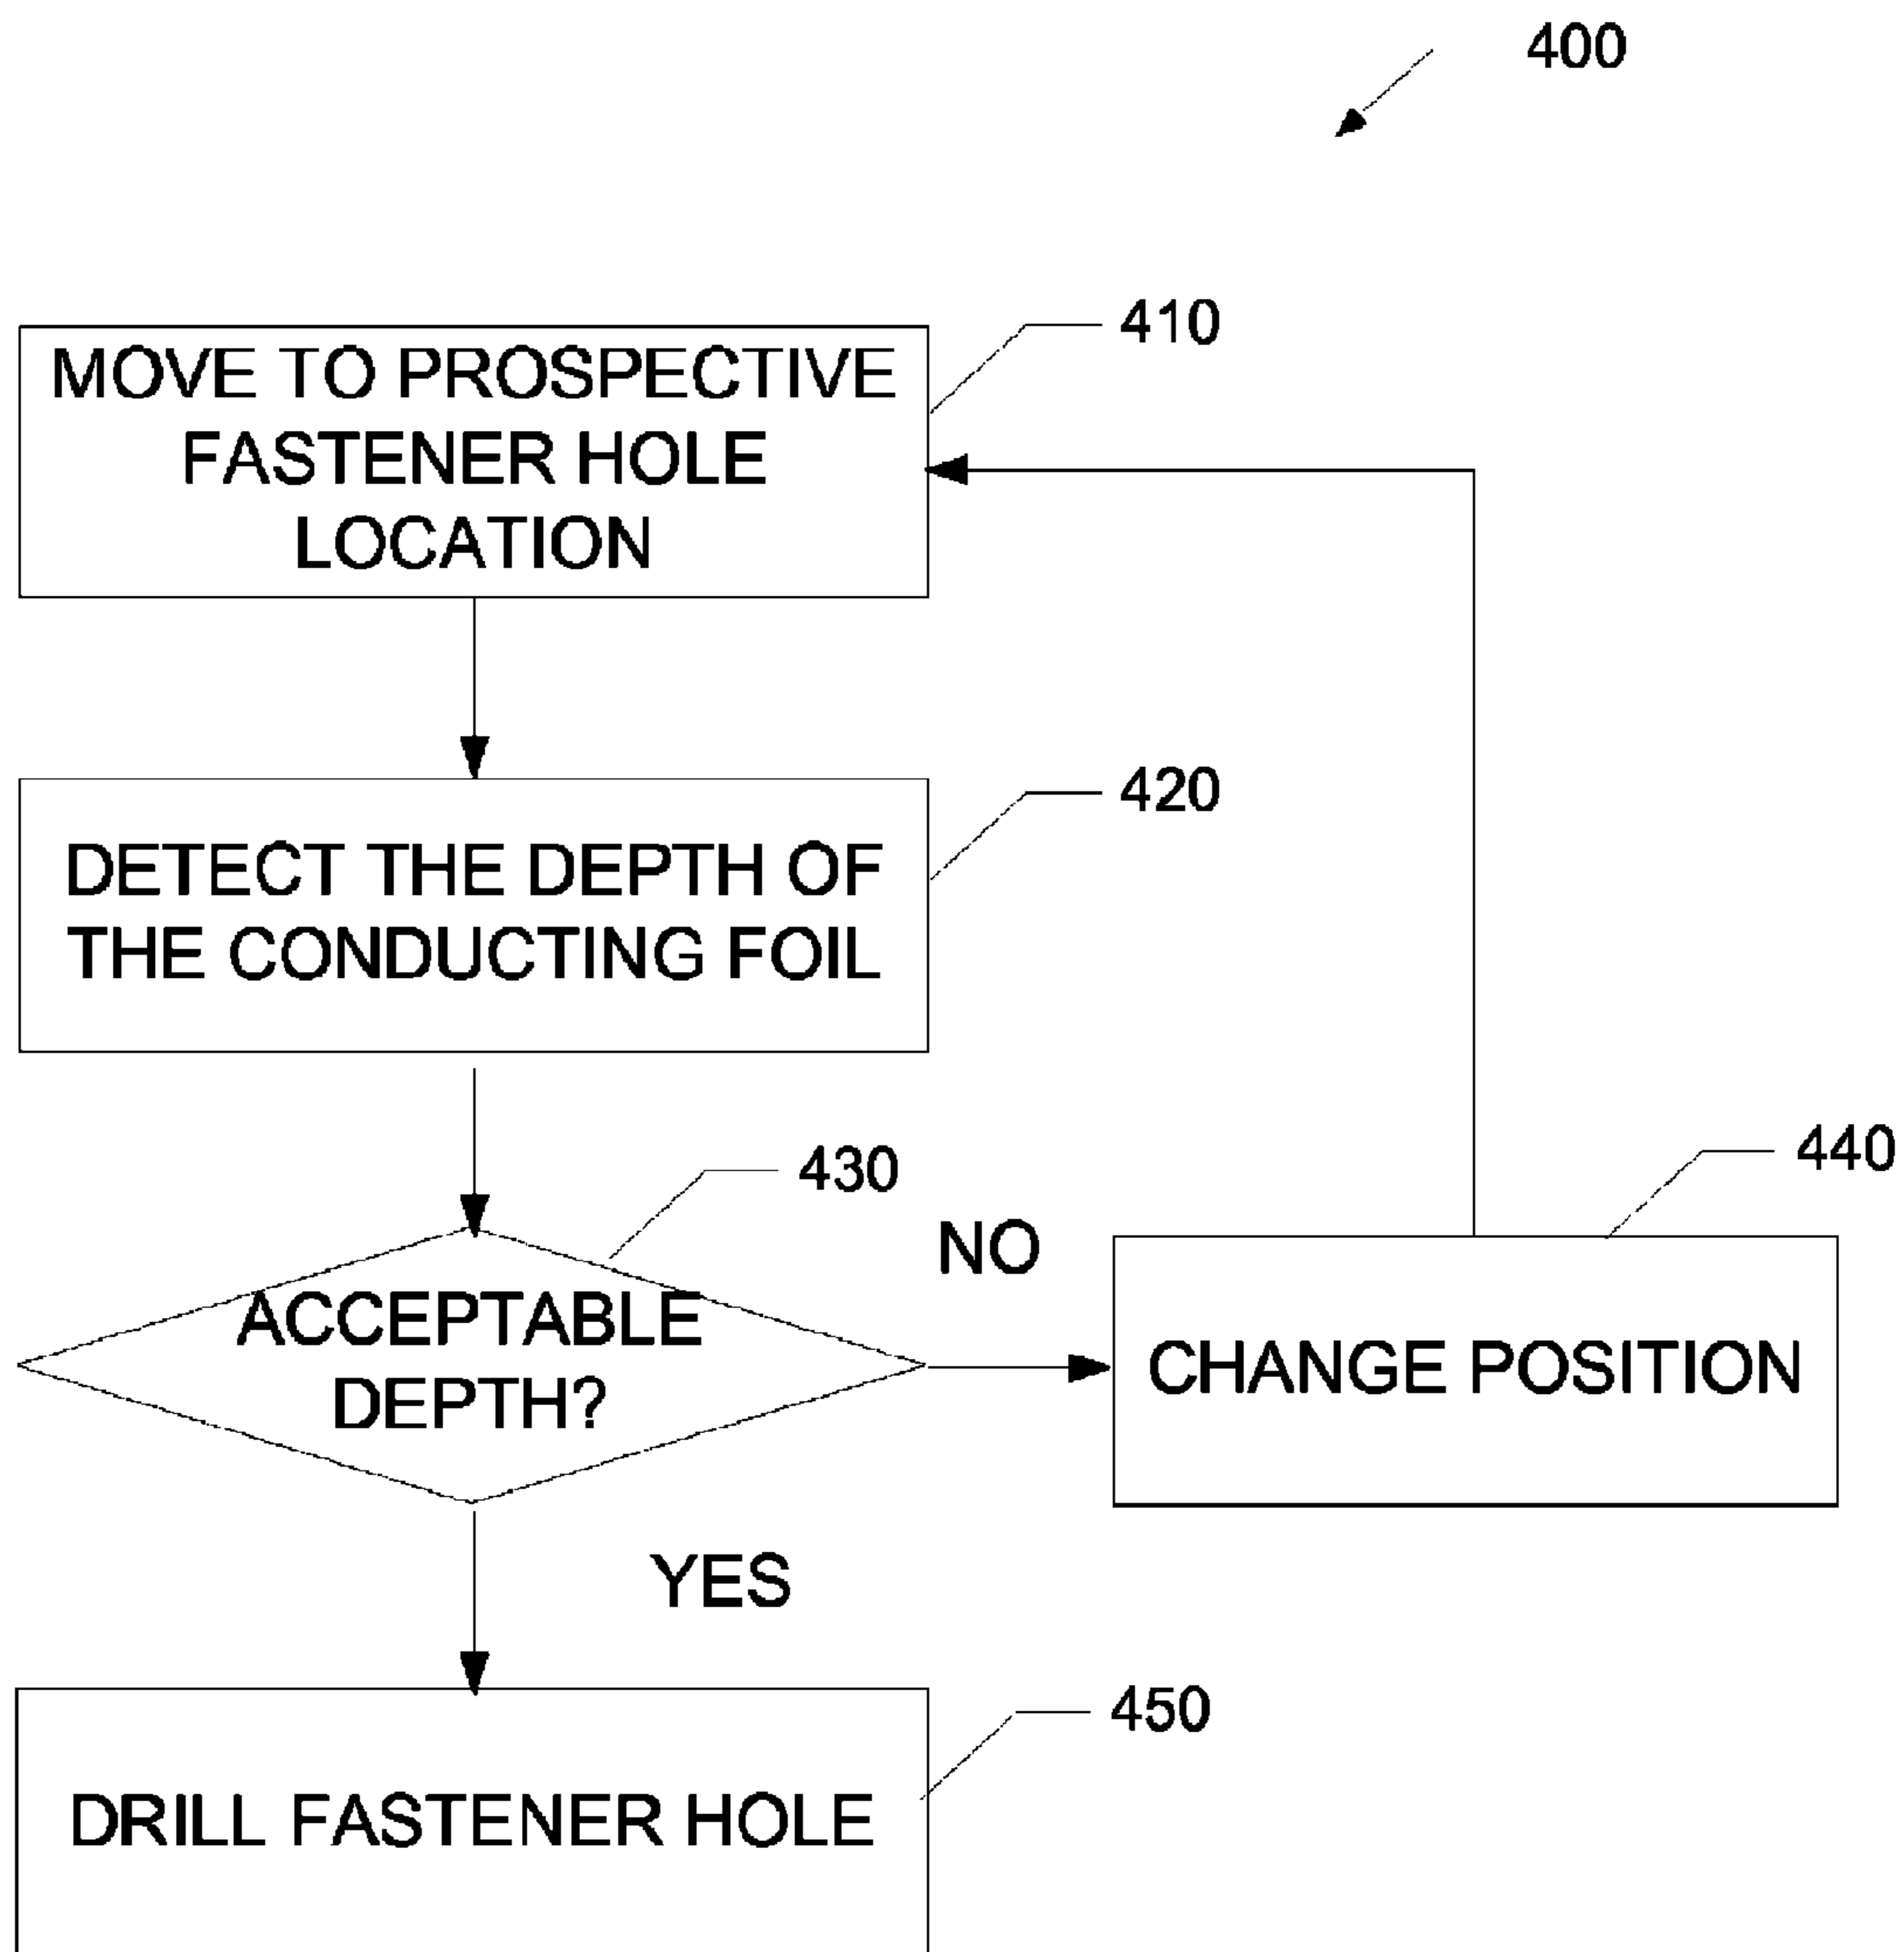 400
MOVE TO PROSPECTIVE
FASTENER HOLE
LOCATION
410
DETECT THE DEPTH OF
THE CONDUCTING FOIL
420
ACCEPTABLE
DEPTH?
430
NO
CHANGE POSITION
440
YES
DRILL FASTENER HOLE
450